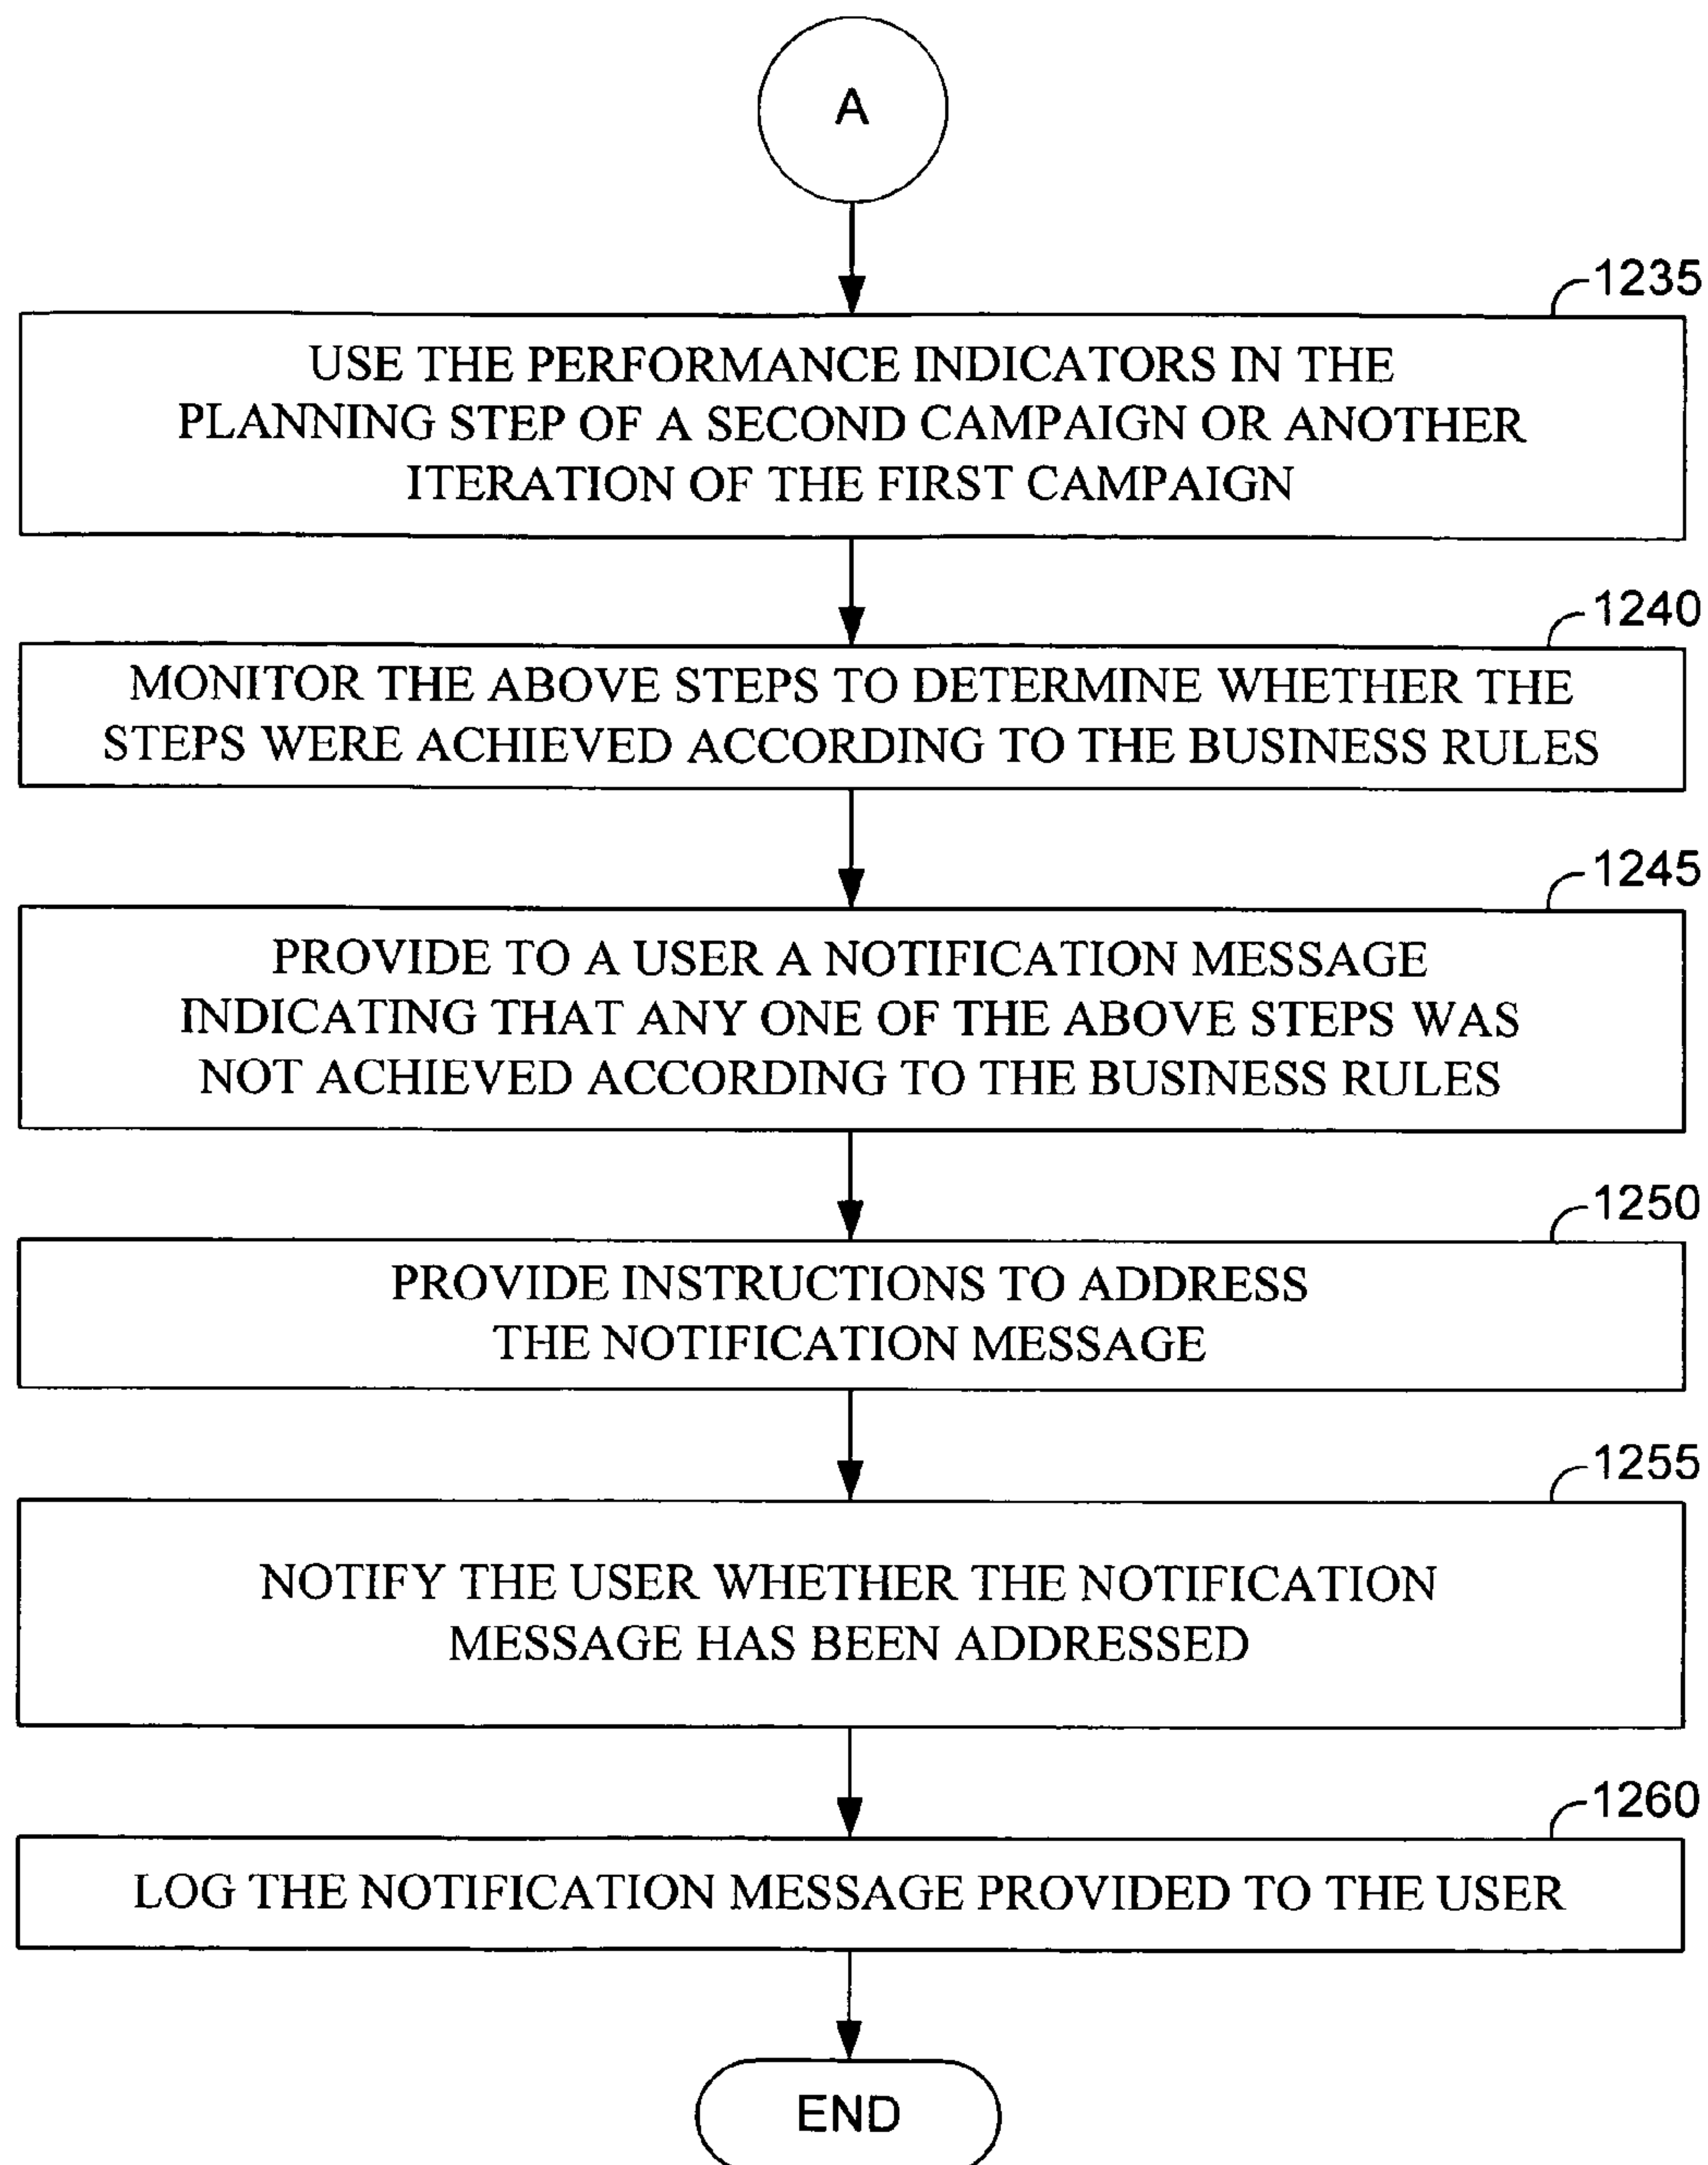 A
1235
USE THE PERFORMANCE INDICATORS IN THE
PLANNING STEP OF A SECOND CAMPAIGN OR ANOTHER
ITERATION OF THE FIRST CAMPAIGN
1240
MONITOR THE ABOVE STEPS TO DETERMINE WHETHER THE
STEPS WERE ACHIEVED ACCORDING TO THE BUSINESS RULES
1245
PROVIDE TO A USER A NOTIFICATION MESSAGE
INDICATING THAT ANY ONE OF THE ABOVE STEPS WAS
NOT ACHIEVED ACCORDING TO THE BUSINESS RULES
1250
PROVIDE INSTRUCTIONS TO ADDRESS
THE NOTIFICATION MESSAGE
1255
NOTIFY THE USER WHETHER THE NOTIFICATION
MESSAGE HAS BEEN ADDRESSED
1260
LOG THE NOTIFICATION MESSAGE PROVIDED TO THE USER
END